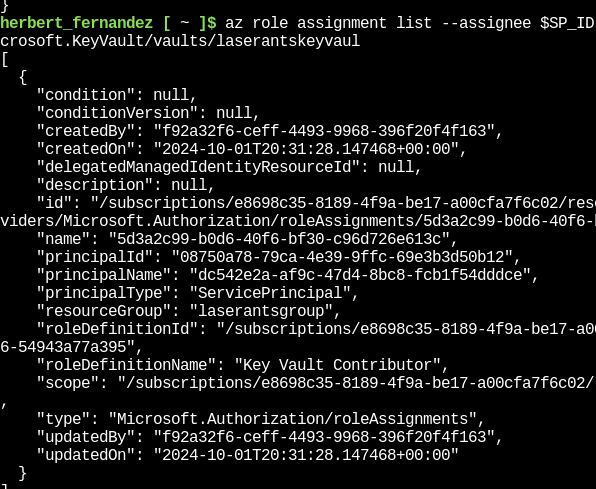 }
herbert_fernandez [ ~ ]$ az role assignment list --assignee $SP_ID
crosoft.KeyVault/vaults/laserantskeyvaul
[
  {
    "condition": null,
    "conditionVersion": null,
    "createdBy": "f92a32f6-ceff-4493-9968-396f20f4f163",
    "createdOn": "2024-10-01T20:31:28.147468+00:00",
    "delegatedManagedIdentityResourceId": null,
    "description": null,
    "id": "/subscriptions/e8698c35-8189-4f9a-be17-a00cfa7f6c02/reso
viders/Microsoft.Authorization/roleAssignments/5d3a2c99-b0d6-40f6-b
    "name": "5d3a2c99-b0d6-40f6-bf30-c96d726e613c",
    "principalId": "08750a78-79ca-4e39-9ffc-69e3b3d50b12",
    "principalName": "dc542e2a-af9c-47d4-8bc8-fcb1f54dddce",
    "principalType": "ServicePrincipal",
    "resourceGroup": "laserantsgroup",
    "roleDefinitionId": "/subscriptions/e8698c35-8189-4f9a-be17-a00
6-54943a77a395",
    "roleDefinitionName": "Key Vault Contributor",
    "scope": "/subscriptions/e8698c35-8189-4f9a-be17-a00cfa7f6c02/r
,
    "type": "Microsoft.Authorization/roleAssignments",
    "updatedBy": "f92a32f6-ceff-4493-9968-396f20f4f163",
    "updatedOn": "2024-10-01T20:31:28.147468+00:00"
  }
]